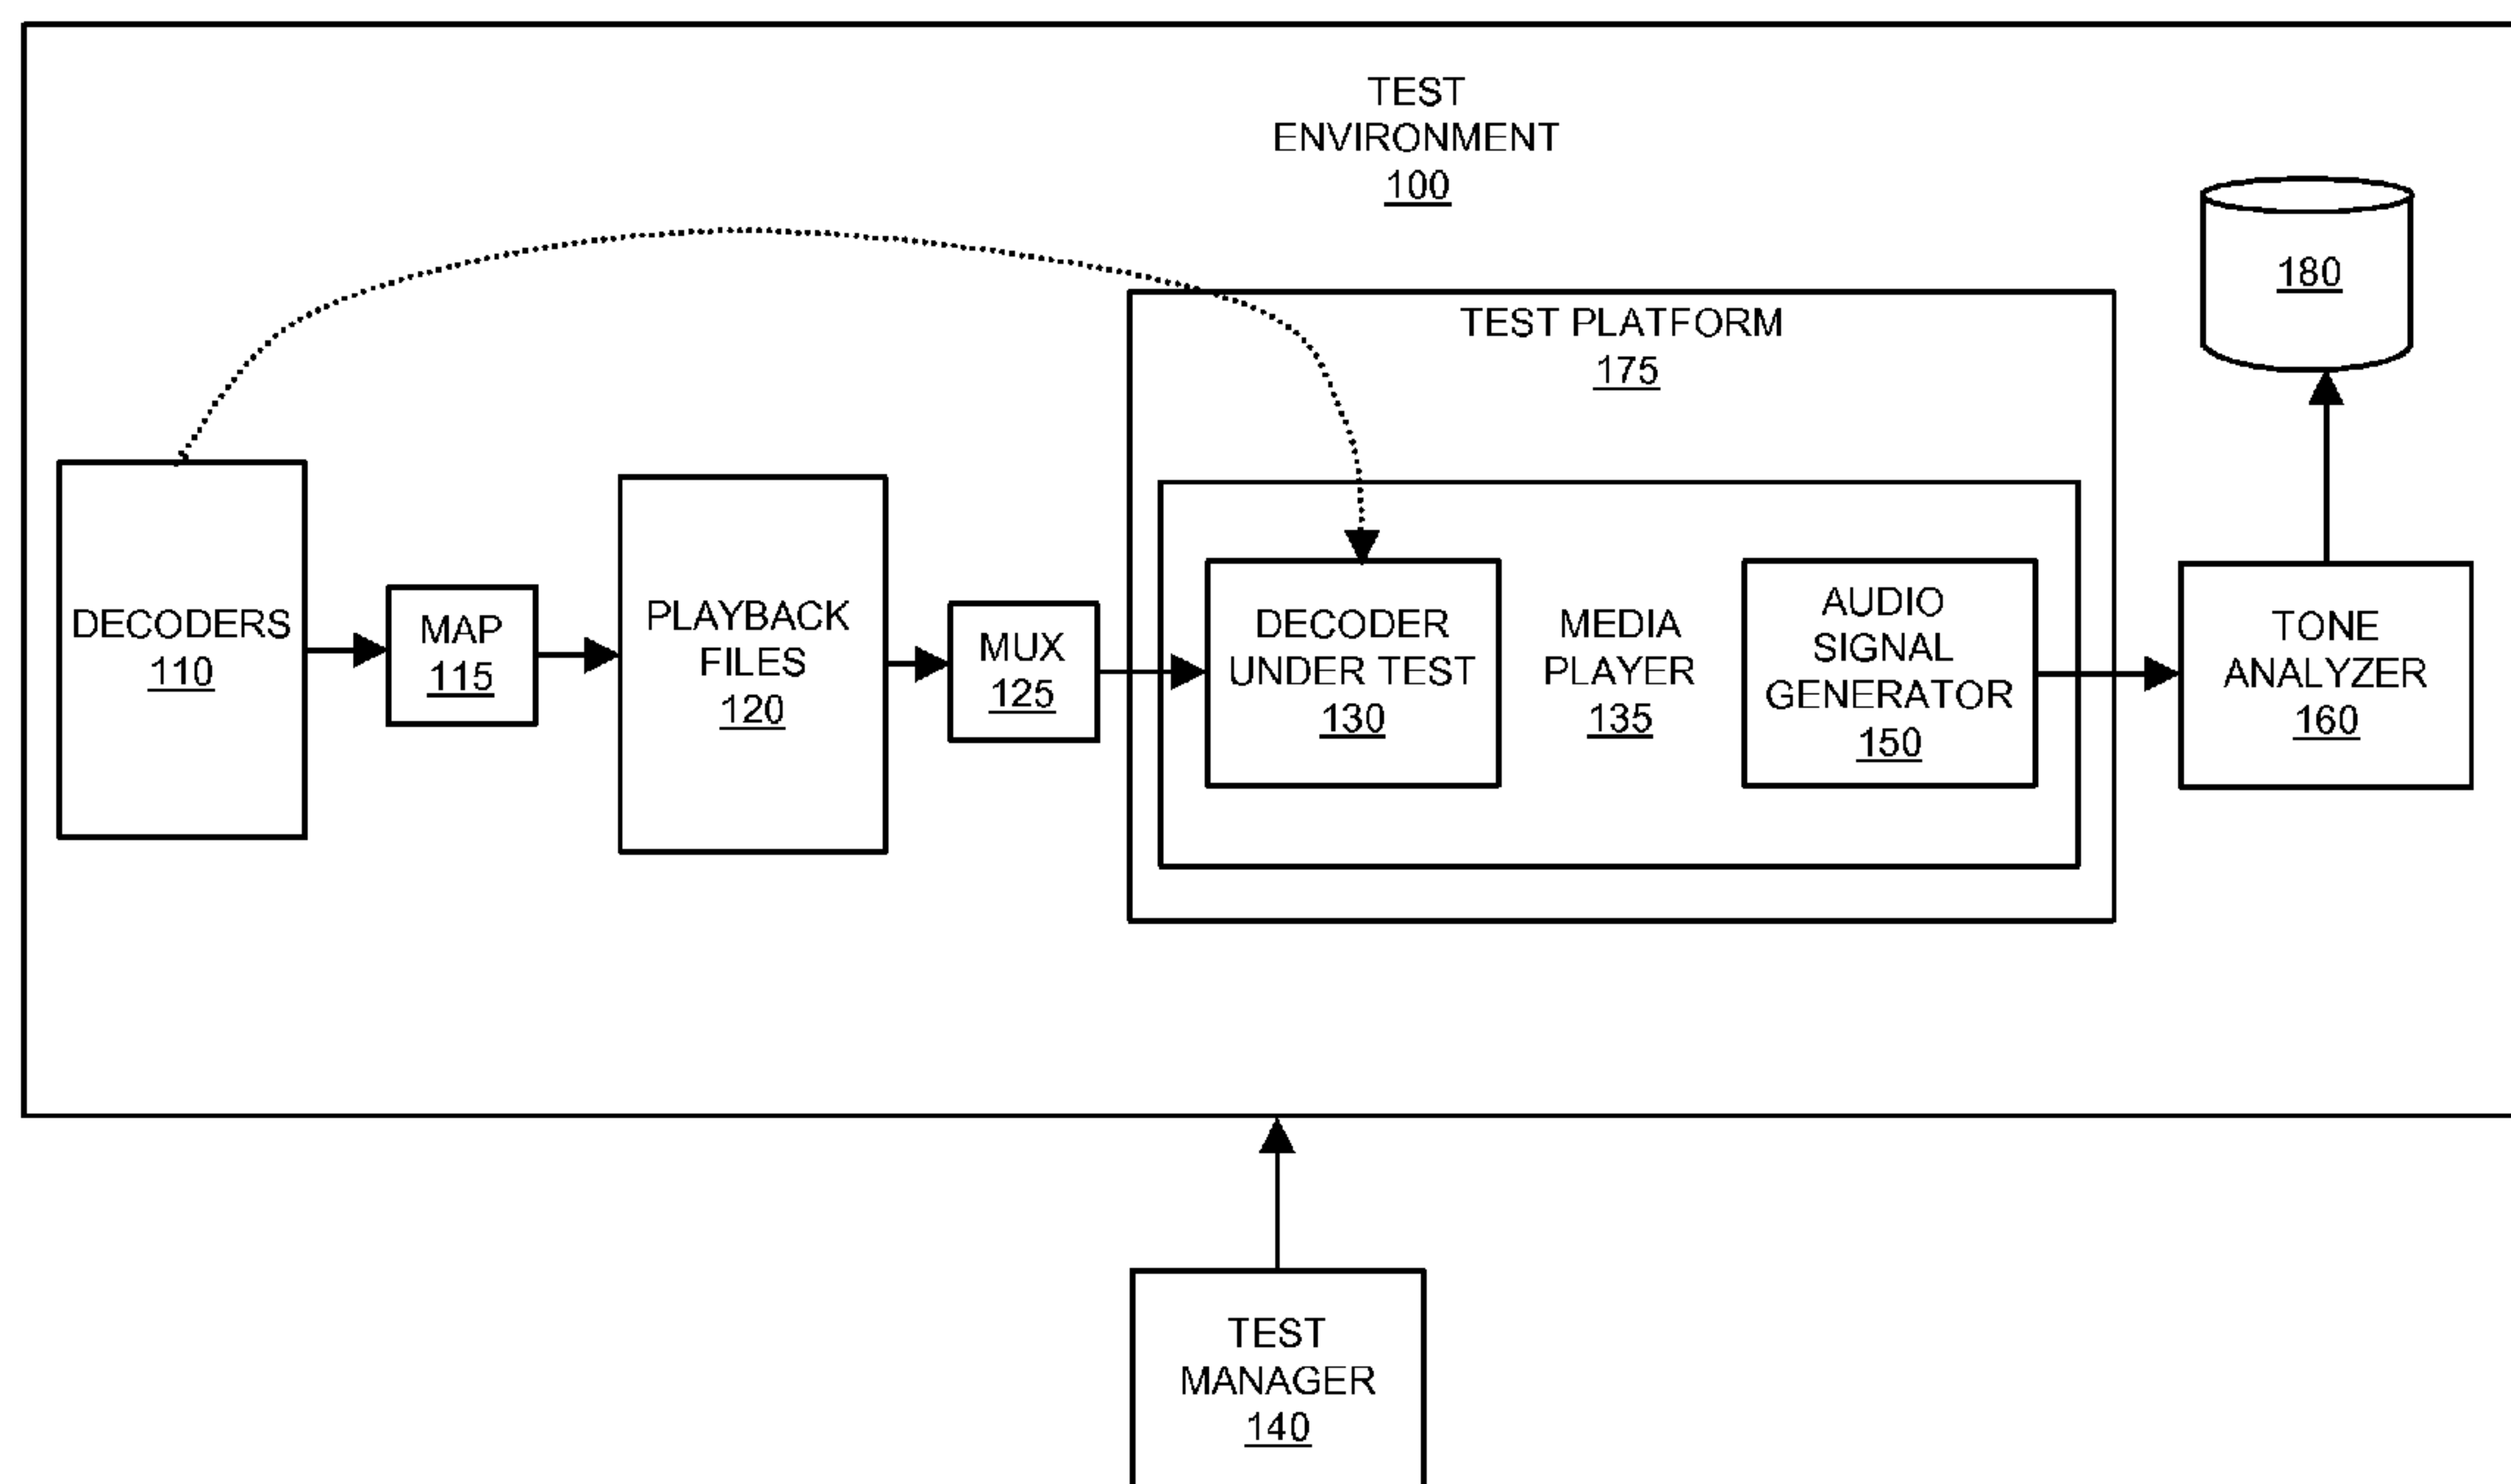 TEST
ENVIRONMENT
100
180
TEST PLATFORM
175
DECODERS
110
MAP
115
PLAYBACK
FILES
120
MUX
125
DECODER
UNDER TEST
130
MEDIA
PLAYER
135
AUDIO
SIGNAL
GENERATOR
150
TONE
ANALYZER
160
TEST
MANAGER
140